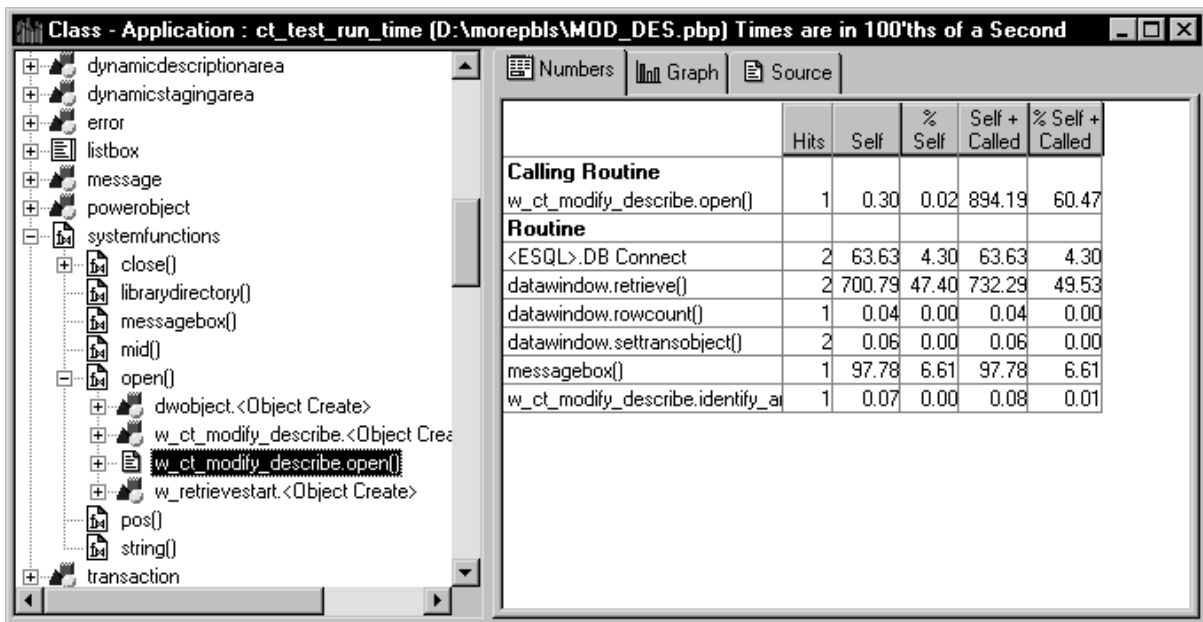 Class - Application : ct_test_run_time (D:\morepbls\MOD_DES.pbp) Times are in 100'ths of a Second
dynamicdescriptionarea
dynamicstagingarea
error
listbox
message
powerobject
systemfunctions
close()
librarydirectory()
messagebox()
mid()
open()
dwobject.<Object Create>
w_ct_modify_describe.<Object Crea
w_ct_modify_describe.open()
w_retrievestart.<Object Create>
pos()
string()
transaction
Numbers Graph Source
Hits Self % Self Self + Called % Self + Called
Calling Routine
w_ct_modify_describe.open() 1 0.30 0.02 894.19 60.47
Routine
<ESQL>.DB Connect 2 63.63 4.30 63.63 4.30
datawindow.retrieve() 2 700.79 47.40 732.29 49.53
datawindow.rowcount() 1 0.04 0.00 0.04 0.00
datawindow.settransobject() 2 0.06 0.00 0.06 0.00
messagebox() 1 97.78 6.61 97.78 6.61
w_ct_modify_describe.identify_a 1 0.07 0.00 0.08 0.01